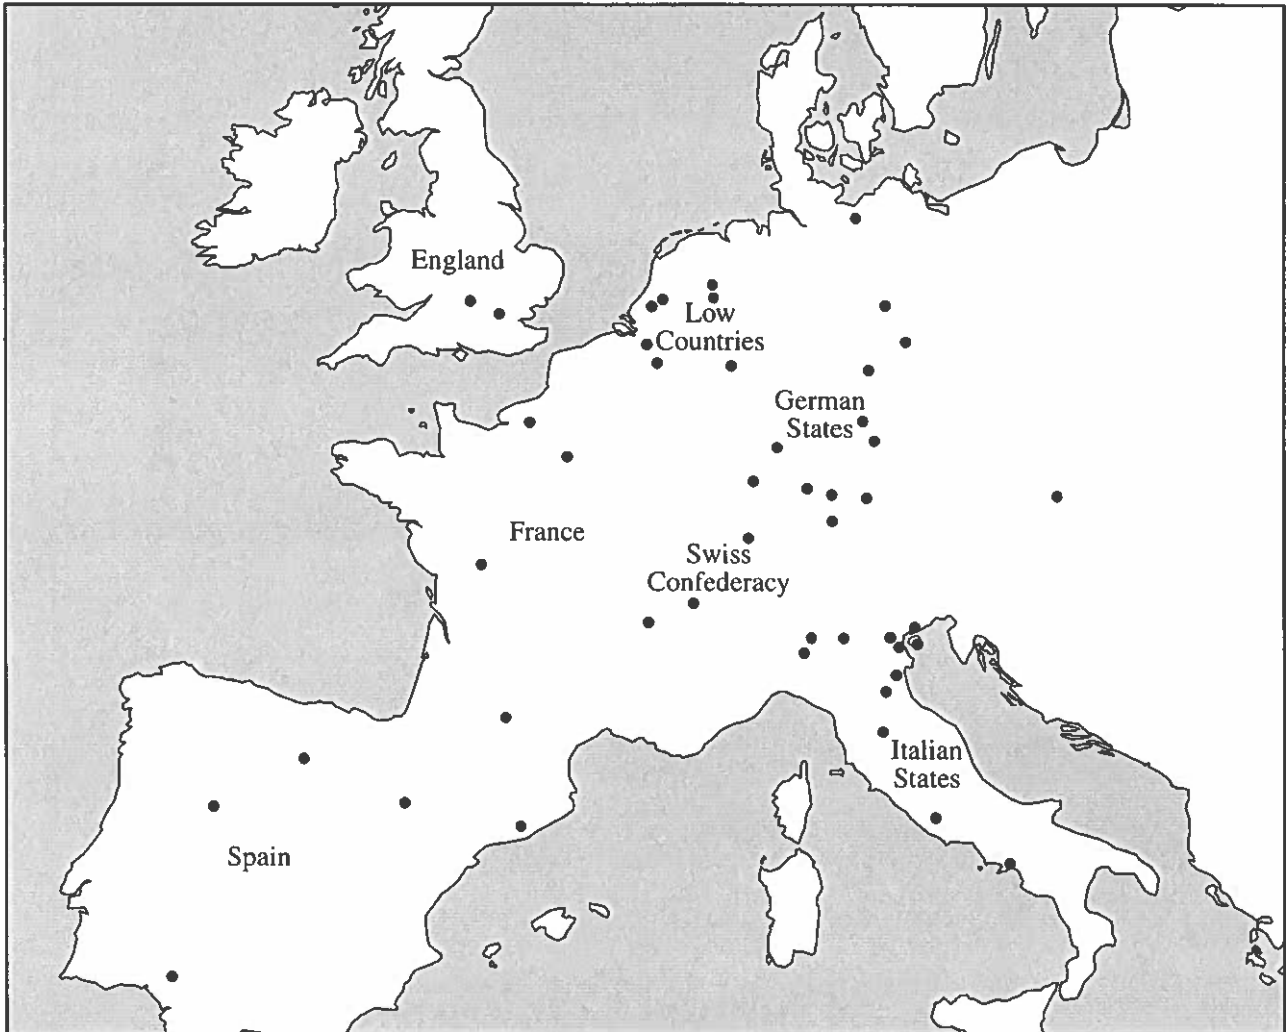 England
Low
Countries
German
States
France
Swiss
Confederacy
Italian
States
Spain